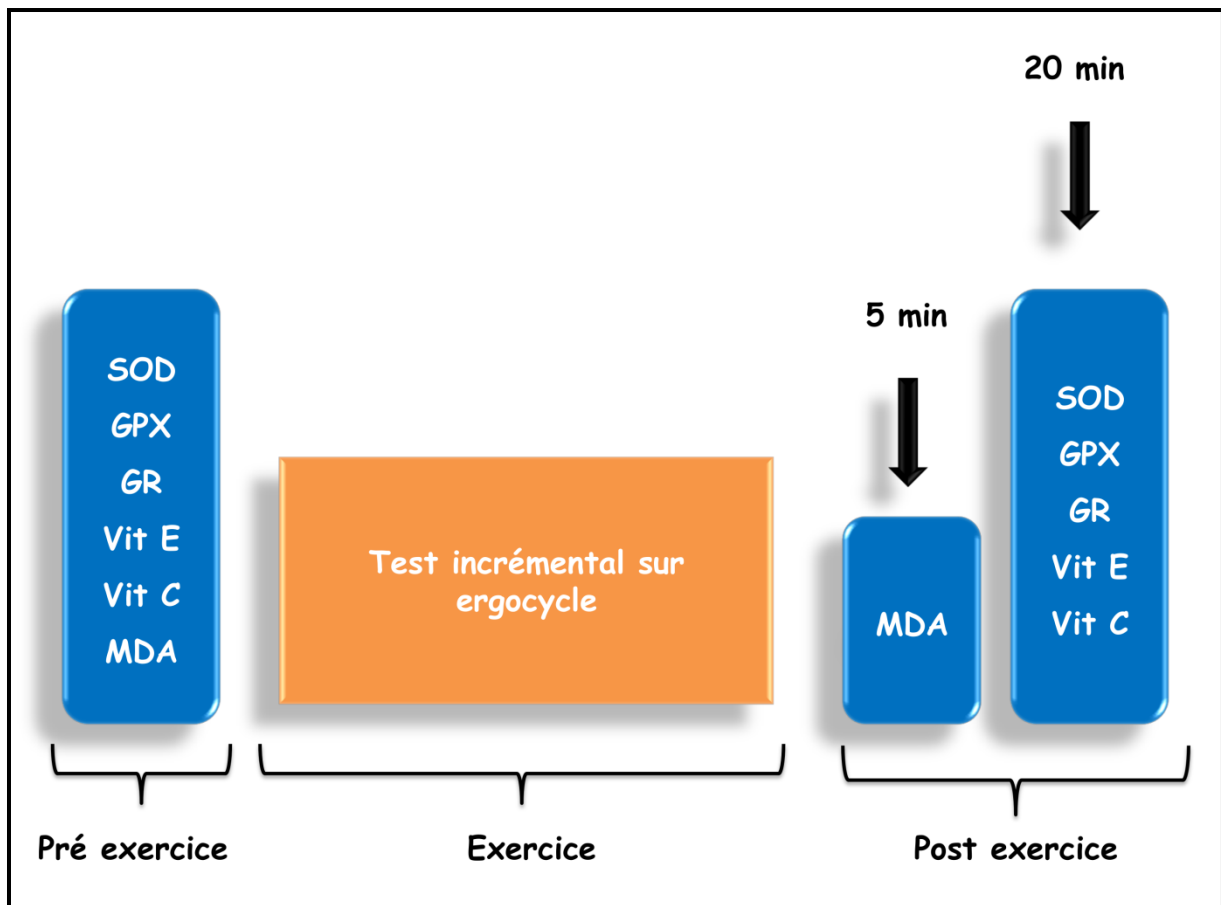 SOD
GPX
GR
Vit E
Vit C
MDA
Test incrémental sur
ergocycle
5 min
MDA
20 min
SOD
GPX
GR
Vit E
Vit C
Pré exercice
Exercice
Post exercice